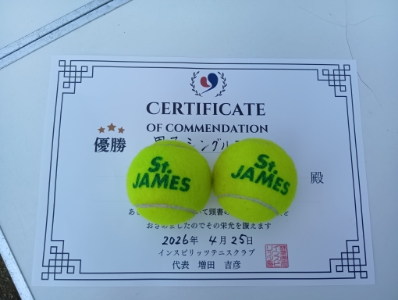 CERTIFICATE
OF COMMENDATION
優勝
男子シングルス
殿
St.
JAMES
St.
JAMES
おさめましたのでその栄光を讃えます
2026年 4月 25日
インスピリッツテニスクラブ
代表 増田 吉彦